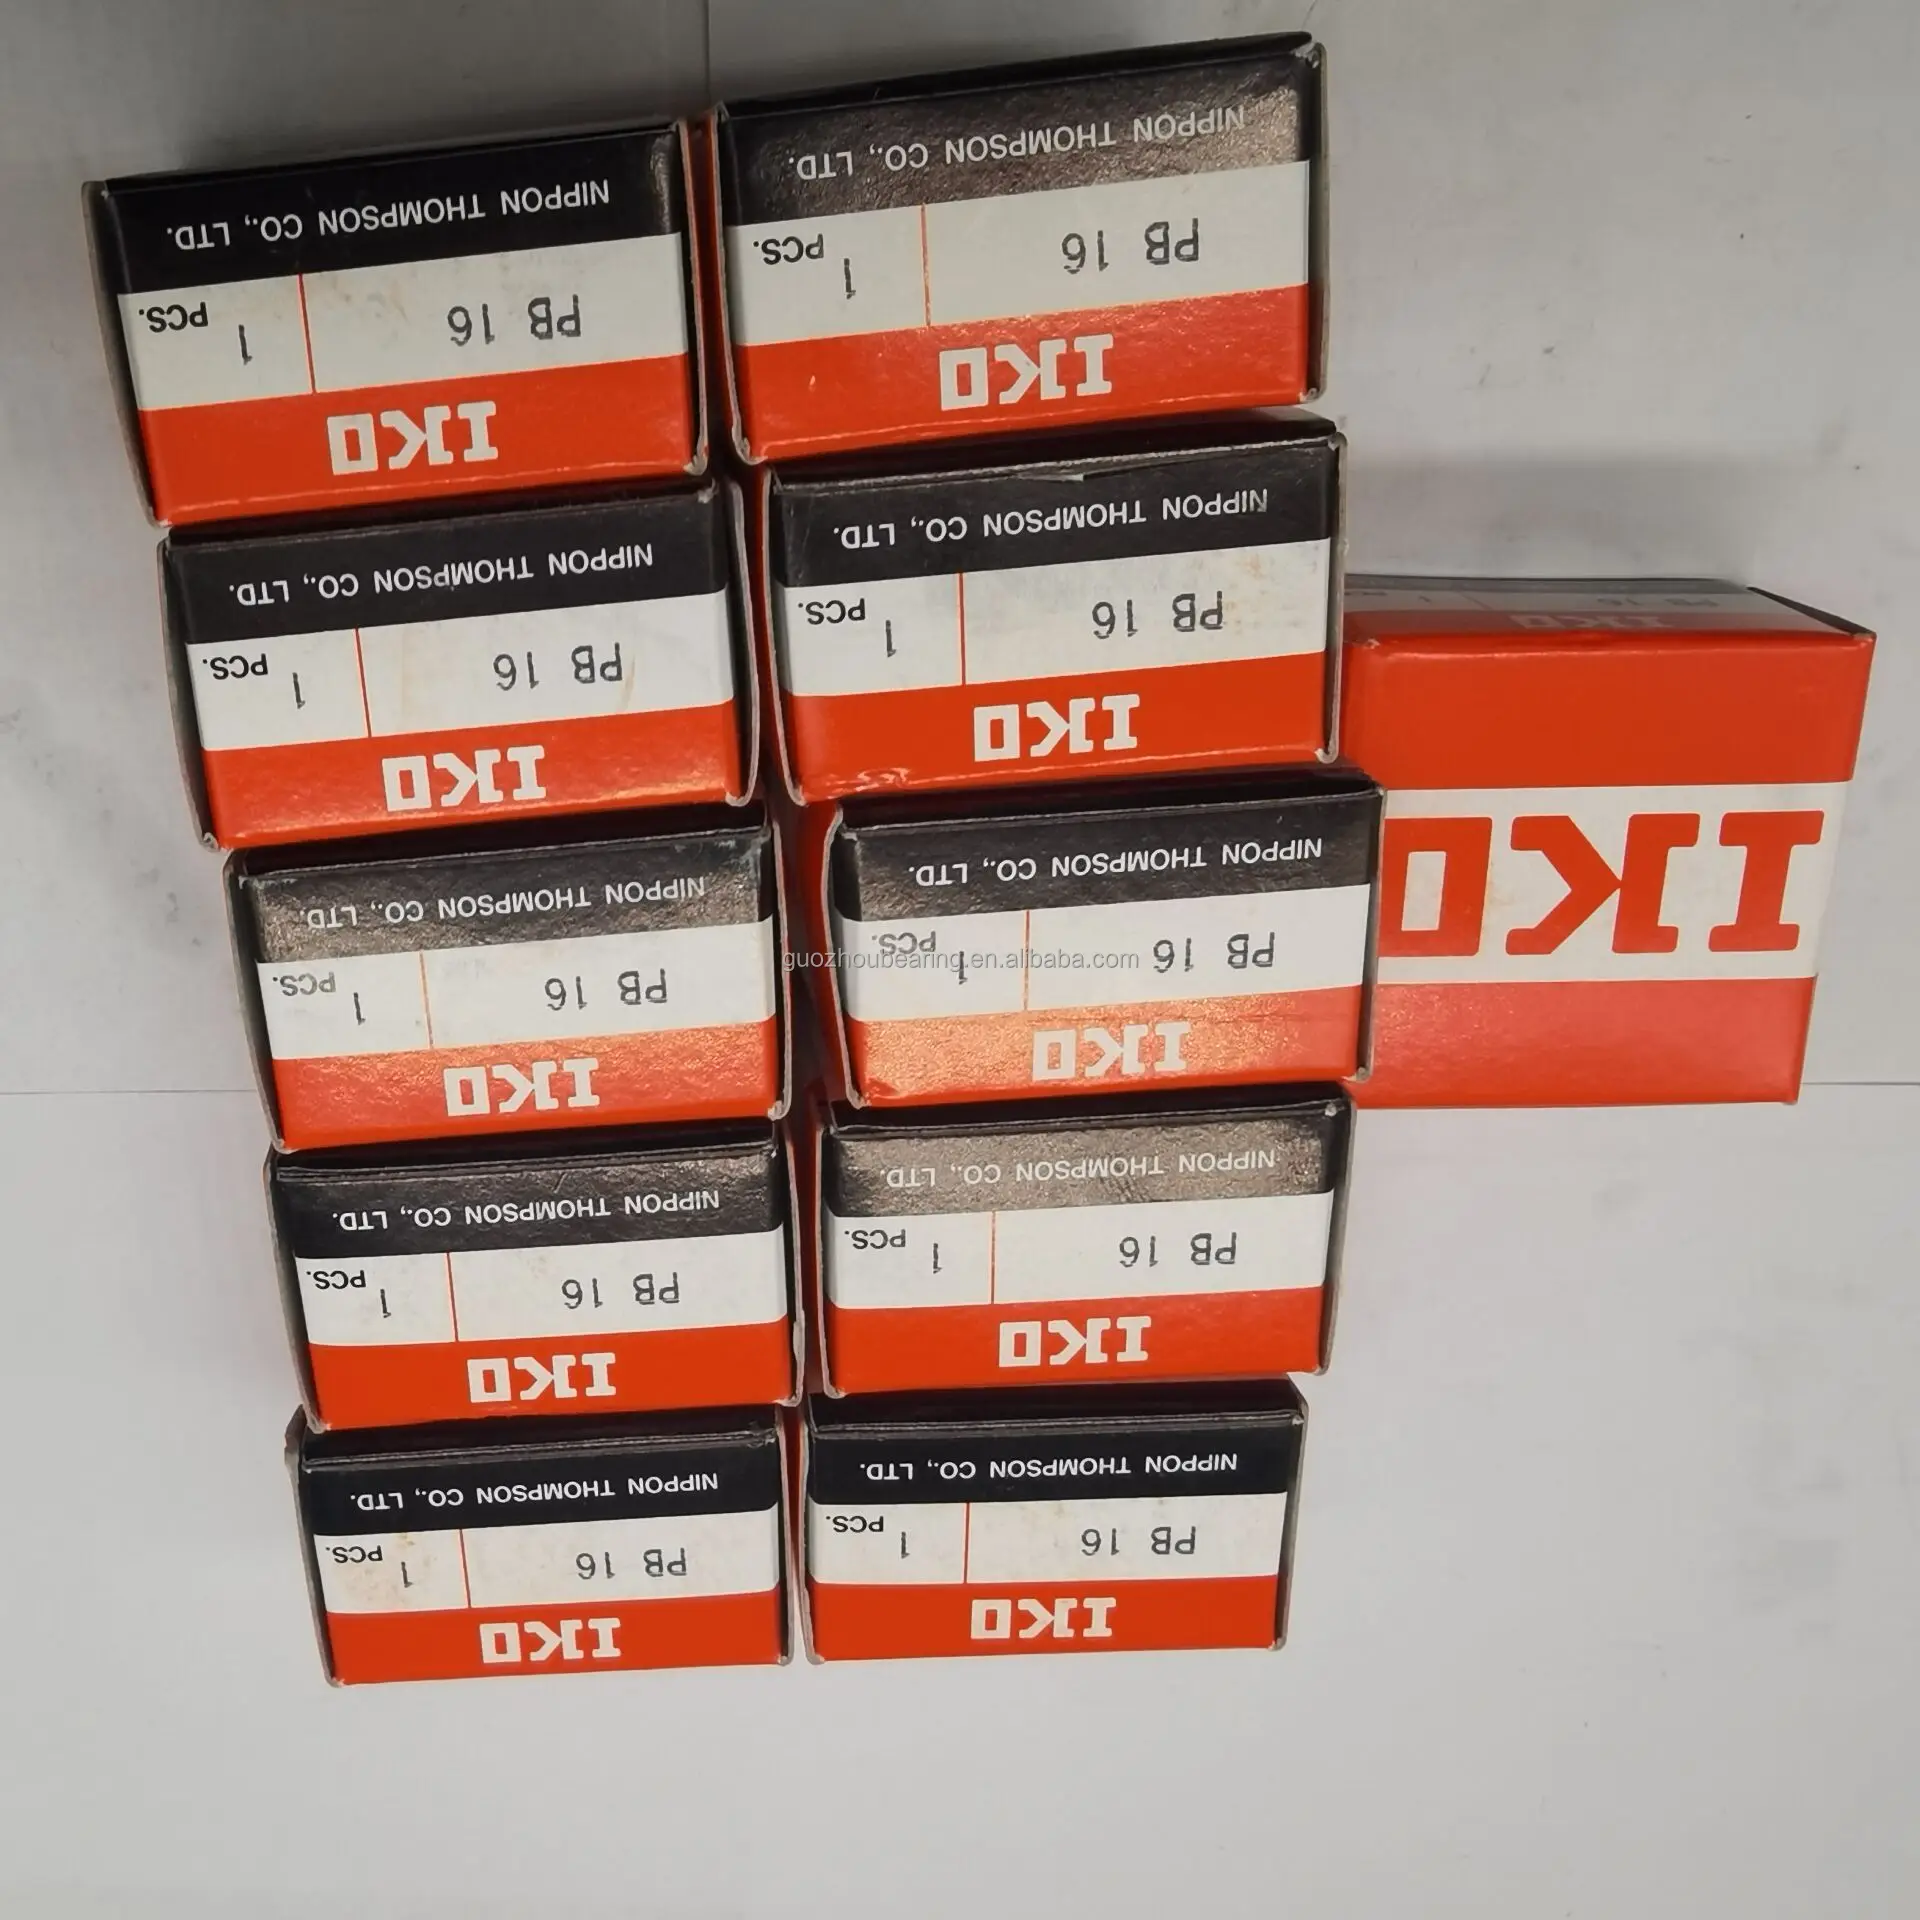 NIPPON THOMPSON CO., LTD.
PB 16
1 PCS.
IKO
NIPPON THOMPSON CO., LTD.
PB 16
1 PCS.
IKO
NIPPON THOMPSON CO., LTD.
PB 16
1 PCS.
IKO
NIPPON THOMPSON CO., LTD.
PB 16
1 PCS.
IKO
NIPPON THOMPSON CO., LTD.
PB 16
1 PCS.
IKO
NIPPON THOMPSON CO., LTD.
PB 16
1 PCS.
IKO
NIPPON THOMPSON CO., LTD.
PB 16
1 PCS.
IKO
NIPPON THOMPSON CO., LTD.
PB 16
1 PCS.
IKO
NIPPON THOMPSON CO., LTD.
PB 16
1 PCS.
IKO
NIPPON THOMPSON CO., LTD.
PB 16
1 PCS.
IKO
PB 16
IKO
IKO
guozhoubearing.en.alibaba.com